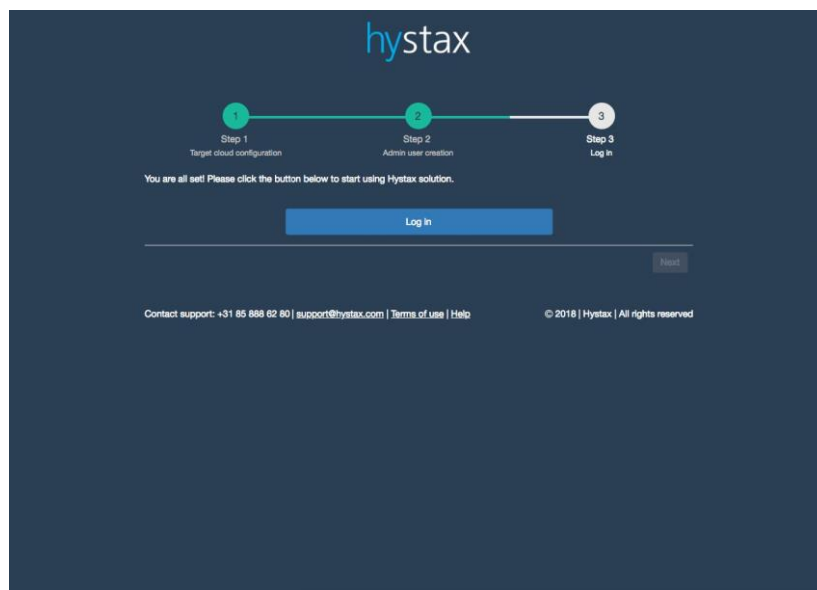 hystax
1 2 3
Step 1 Step 2 Step 3
Target cloud configuration Admin user creation Log in
You are all set! Please click the button below to start using Hystax solution.
Log in
Next
Contact support: +31 85 888 62 80 | support@hystax.com | Terms of use | Help © 2018 | Hystax | All rights reserved